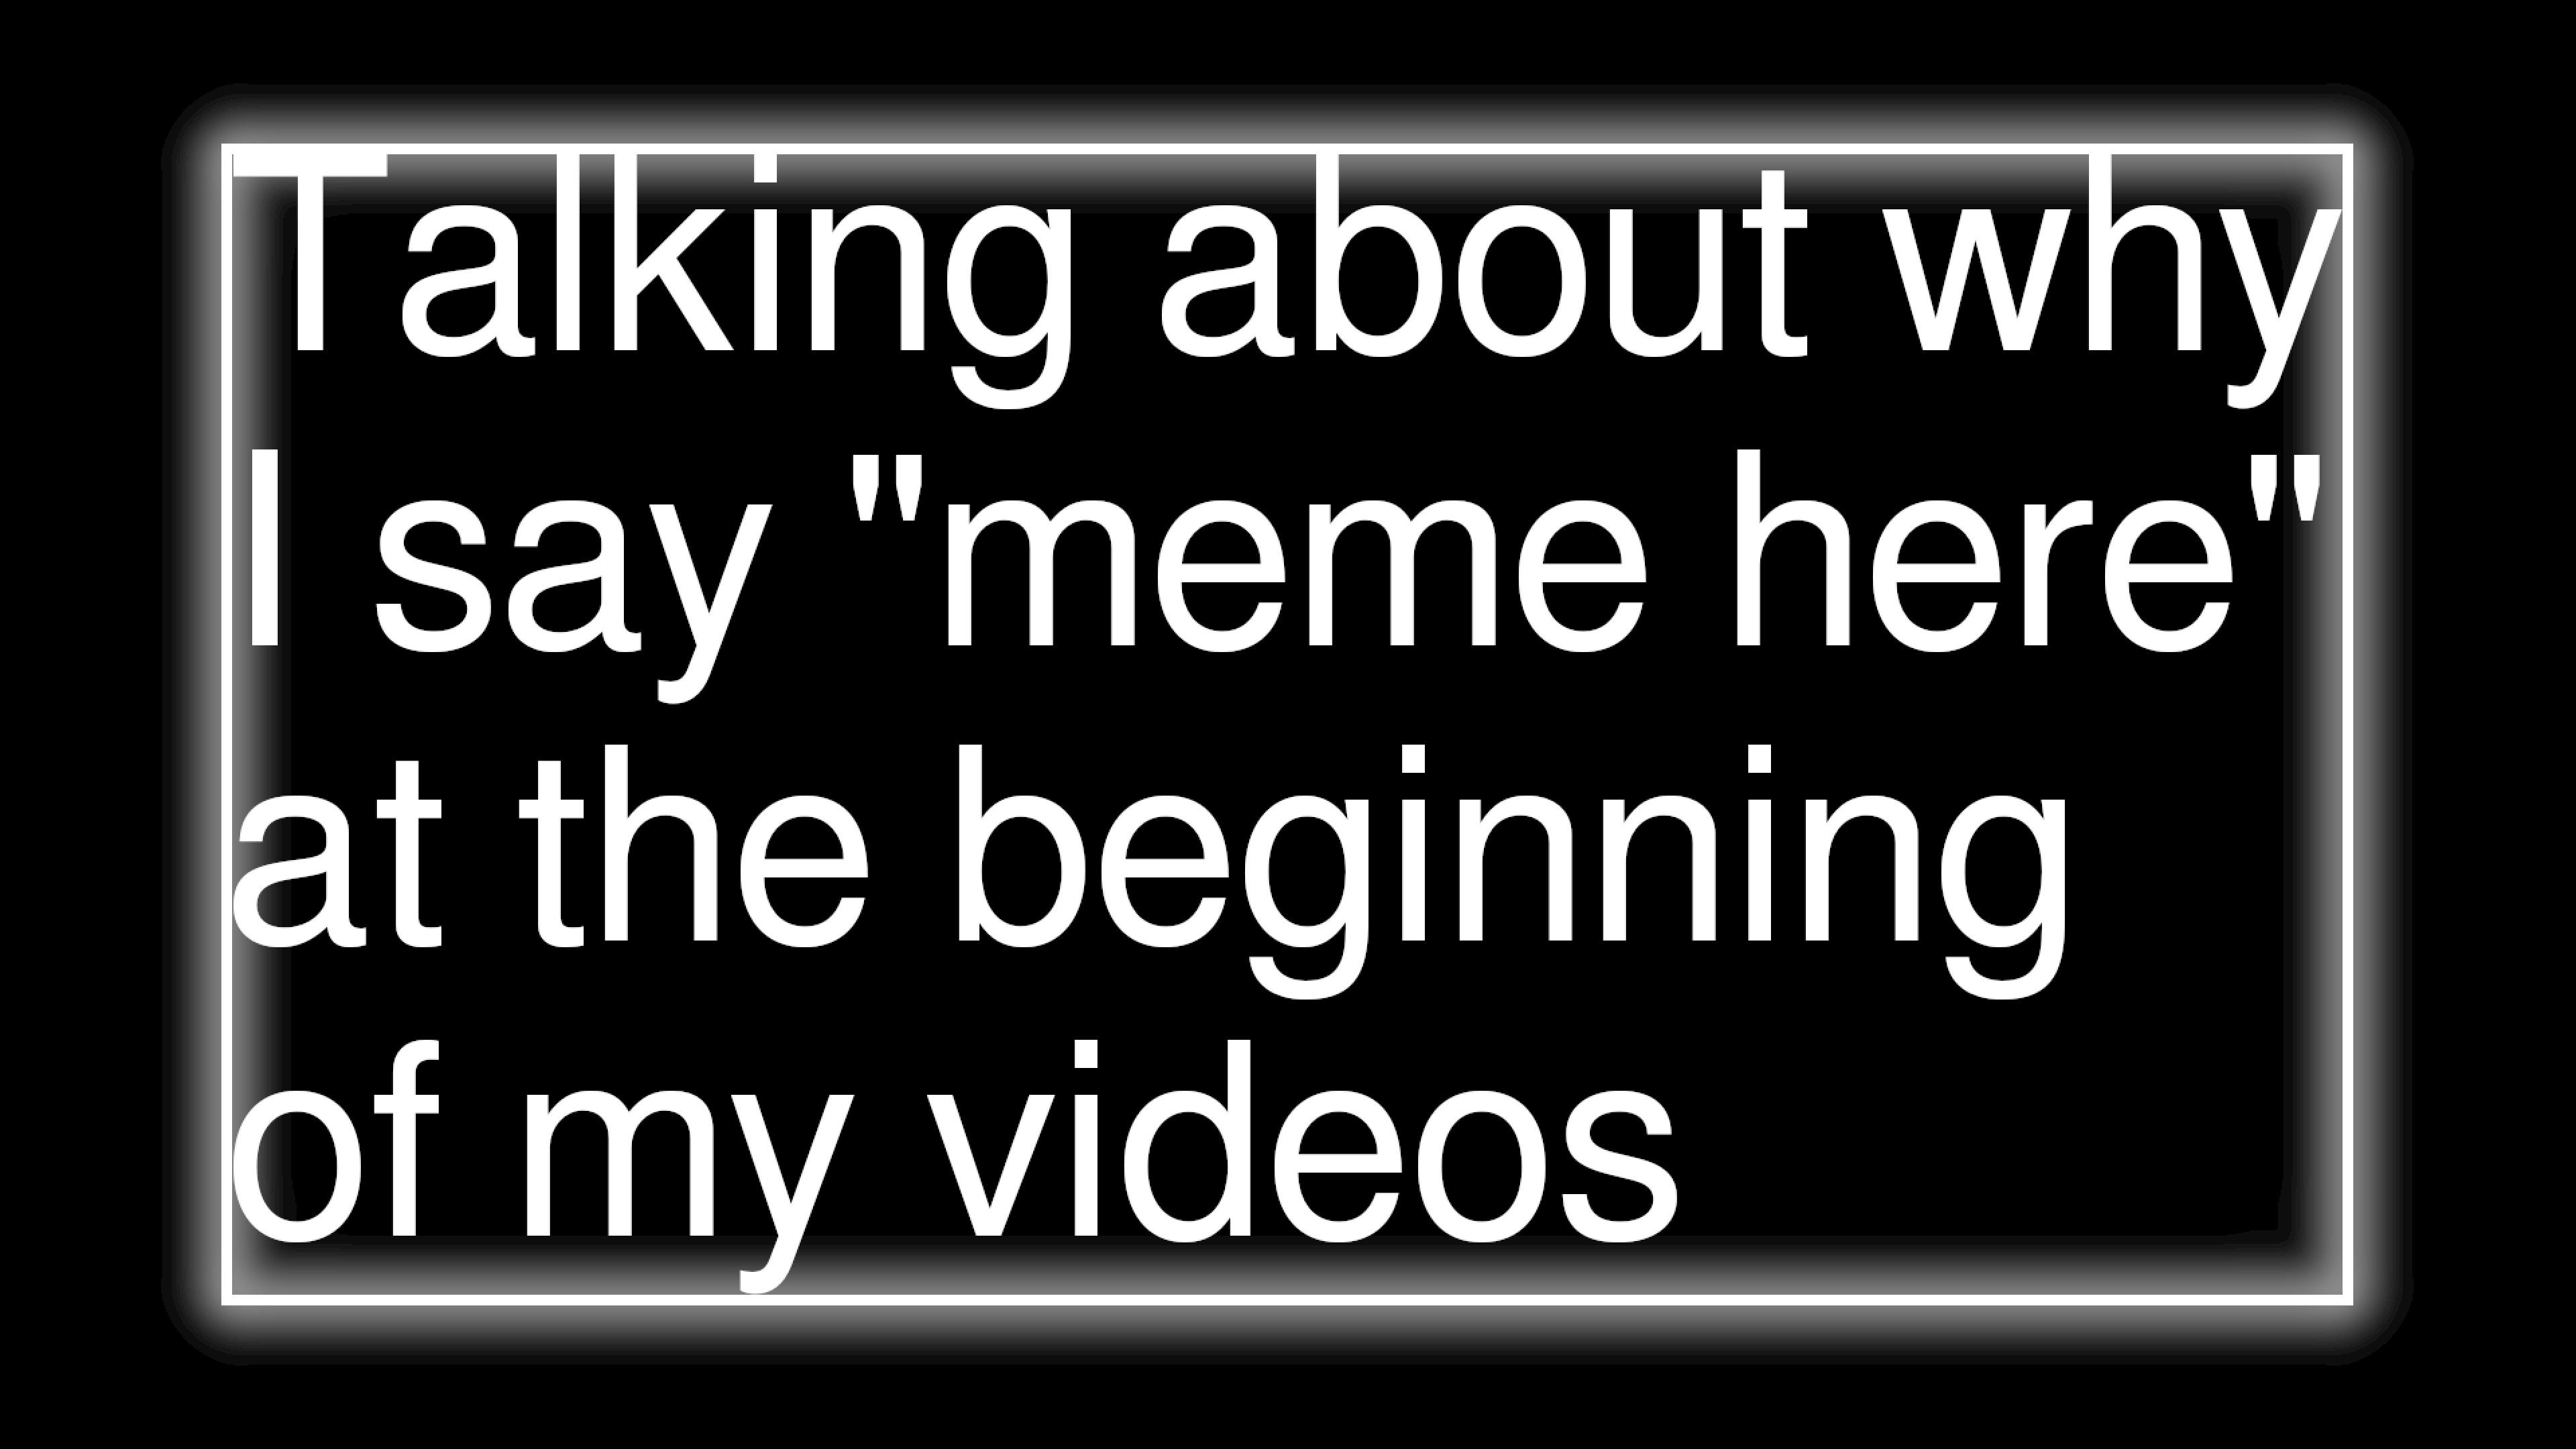 Talking about why
I say "meme here"
at the beginning
of my videos